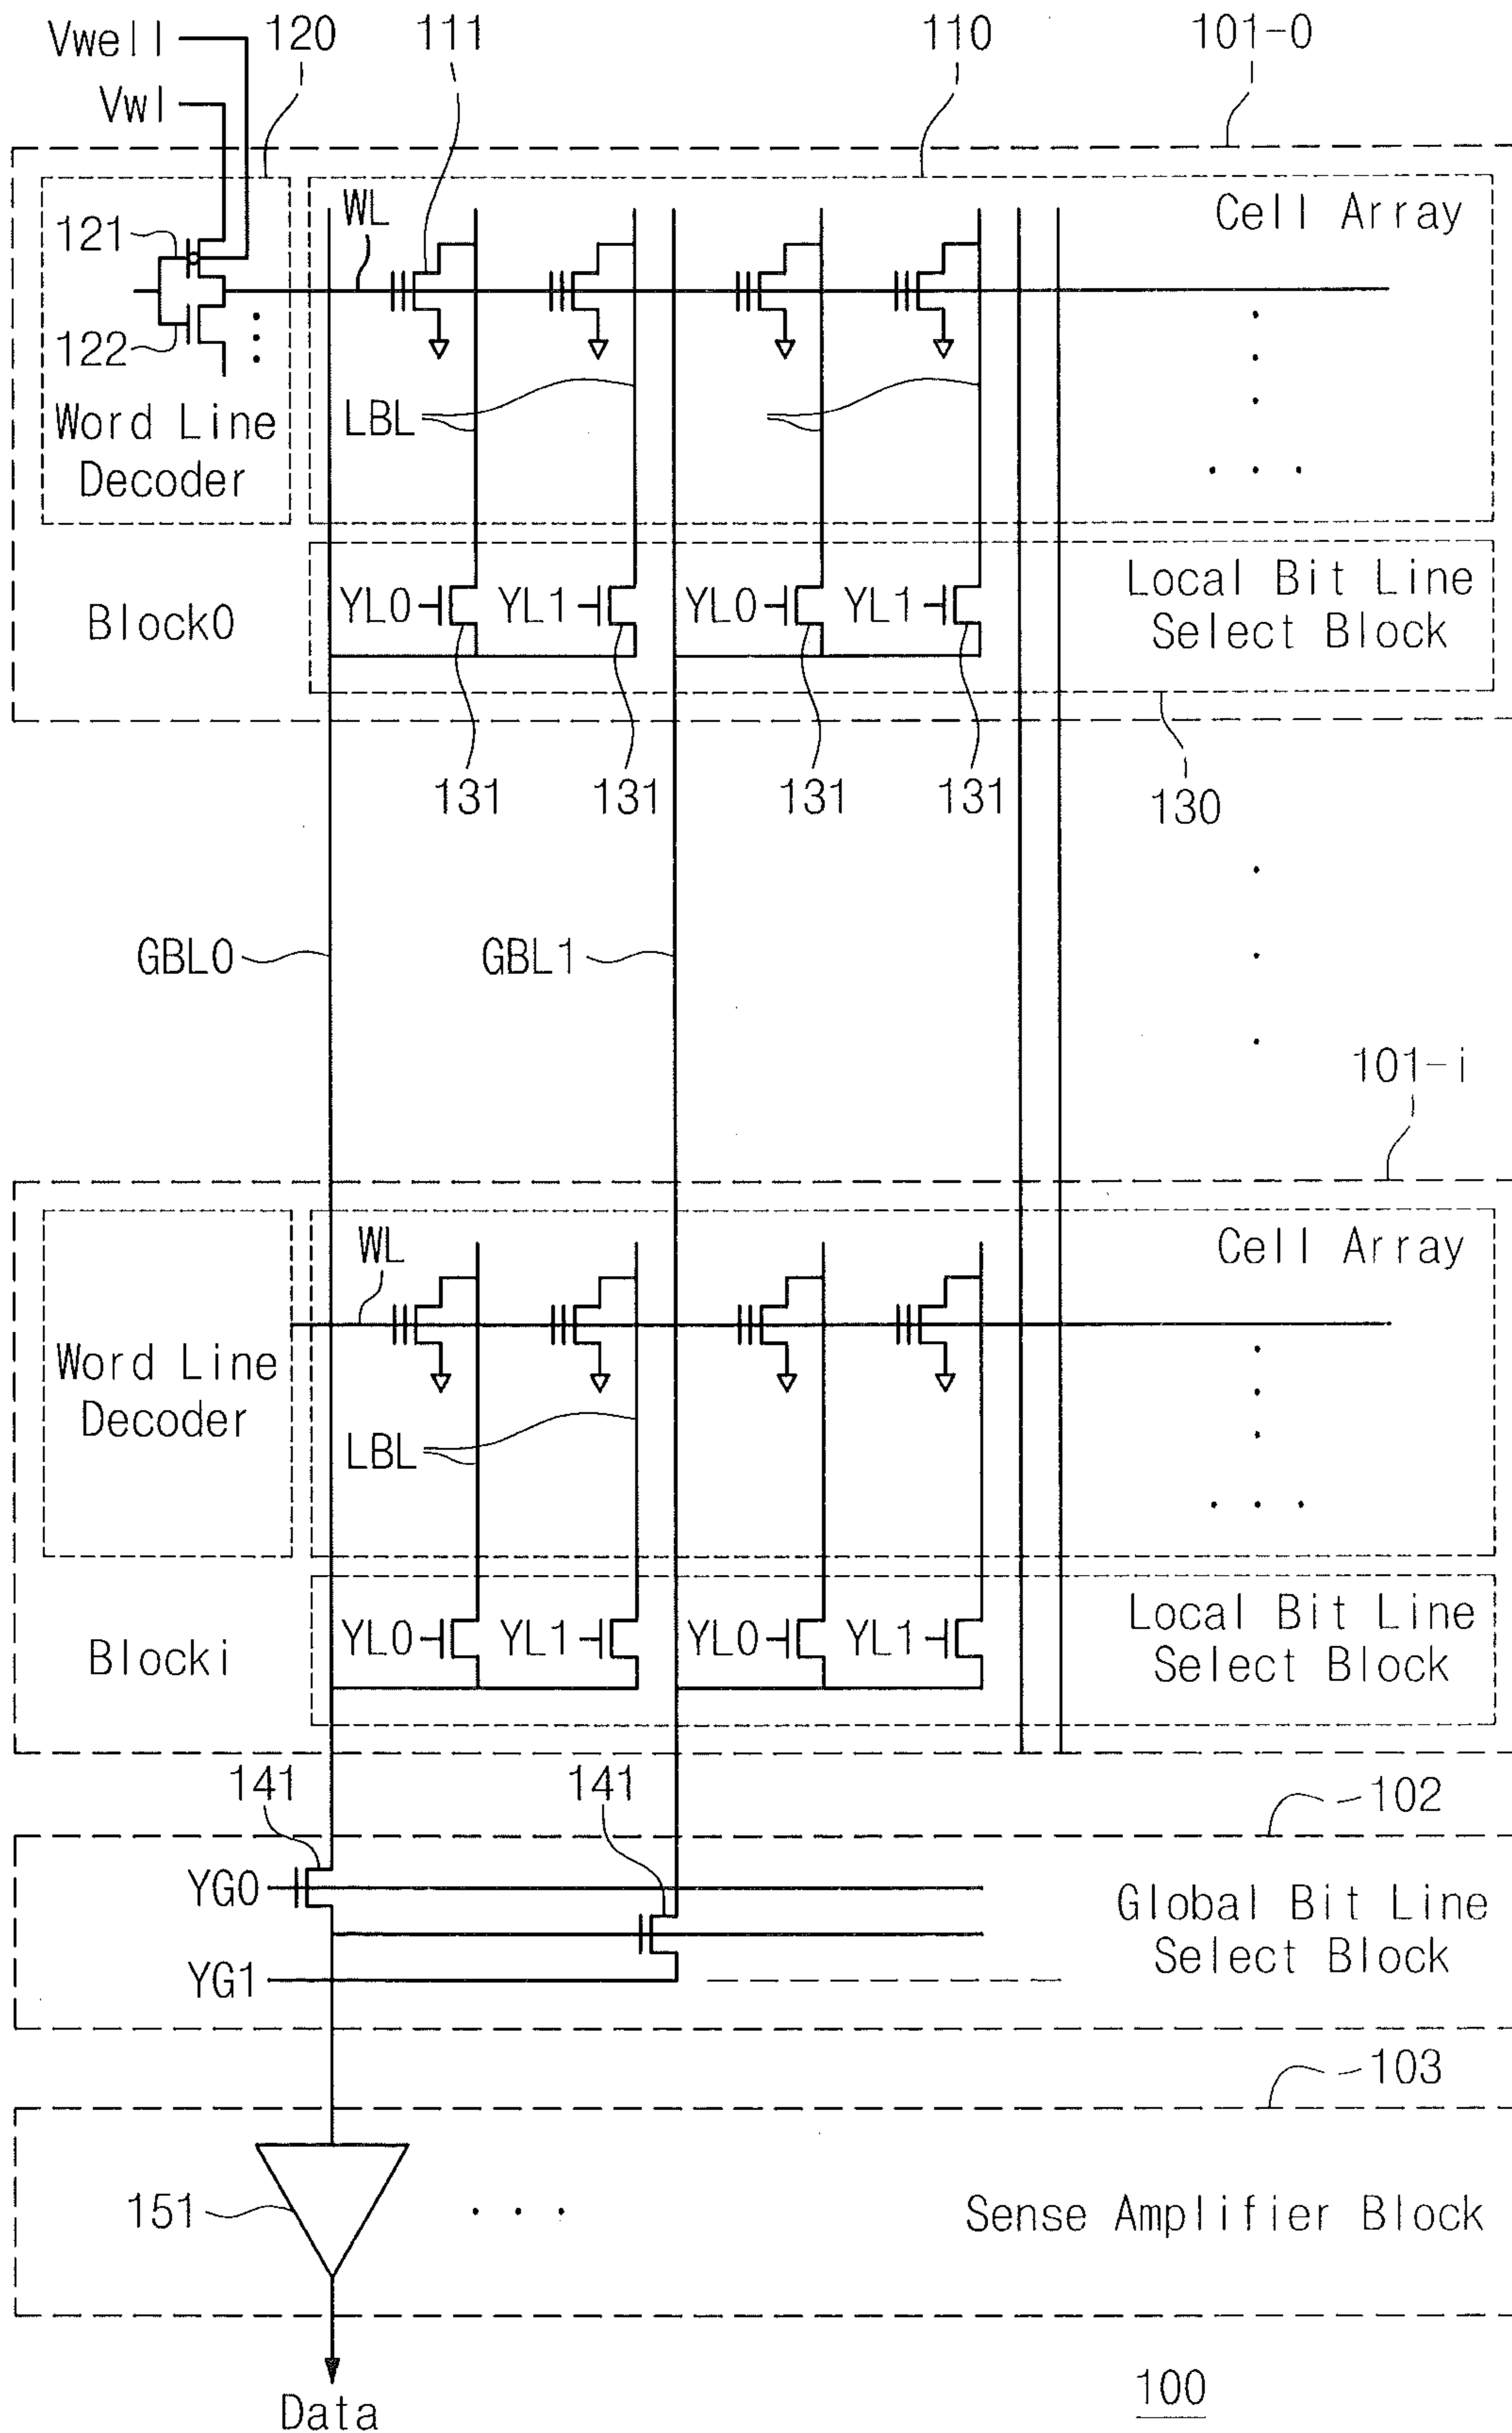 Vwell
120
111
110
101-0
Vwl
WL
Cell Array
121
122
LBL
Word Line
Decoder
Local Bit Line
Select Block
YL0
YL1
YL0
YL1
Block0
131
131
131
131
130
GBL0
GBL1
101-i
WL
Cell Array
Word Line
Decoder
LBL
Local Bit Line
Select Block
YL0
YL1
YL0
YL1
Blocki
141
141
102
YG0
Global Bit Line
Select Block
YG1
103
151
Sense Amplifier Block
Data
100